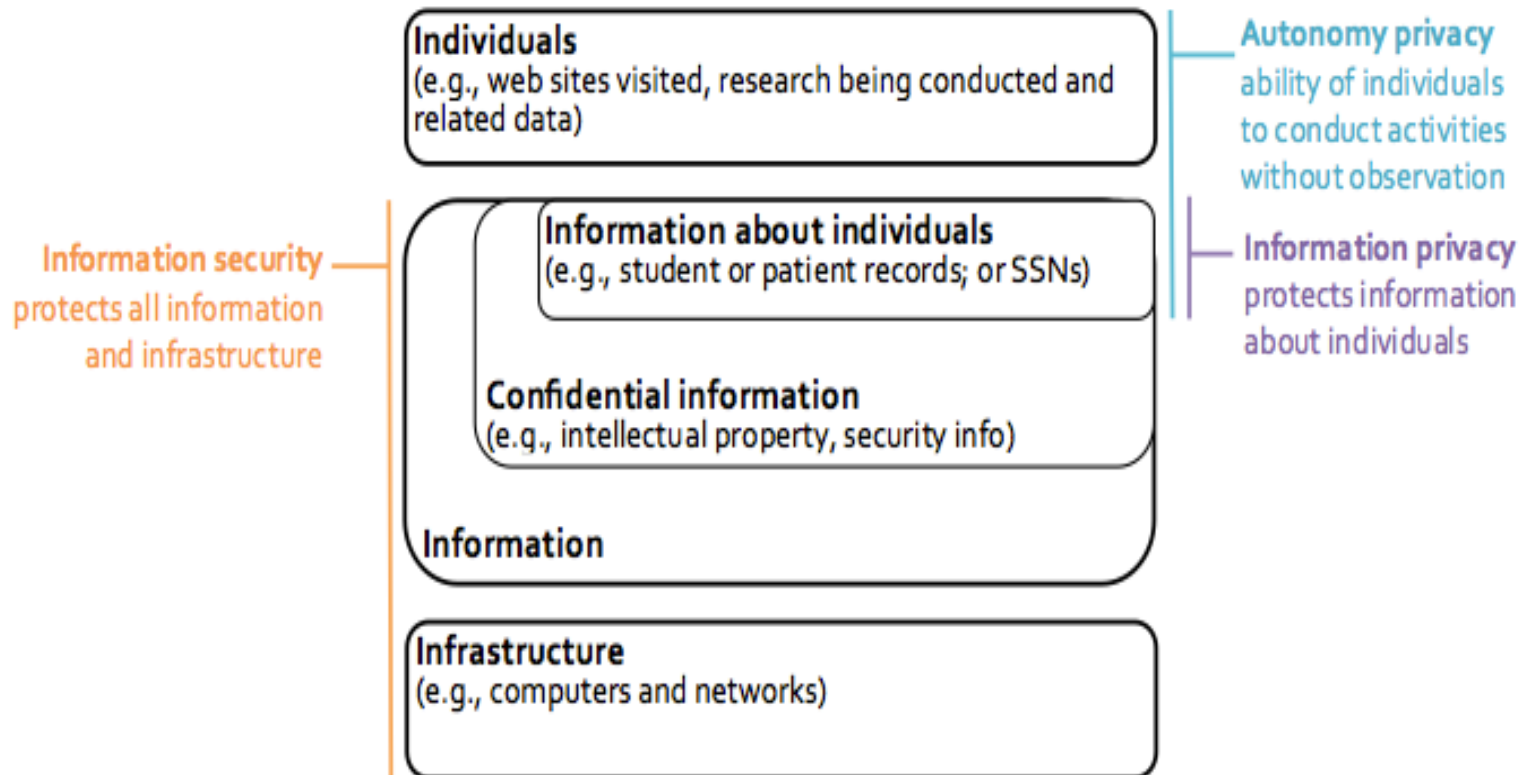 Individuals
(e.g., web sites visited, research being conducted and
related data)
Autonomy privacy
ability of individuals
to conduct activities
without observation
Information security
protects all information
and infrastructure
Information about individuals
(e.g., student or patient records; or SSNs)
Information privacy
protects information
about individuals
Confidential information
(e.g., intellectual property, security info)
Information
Infrastructure
(e.g., computers and networks)